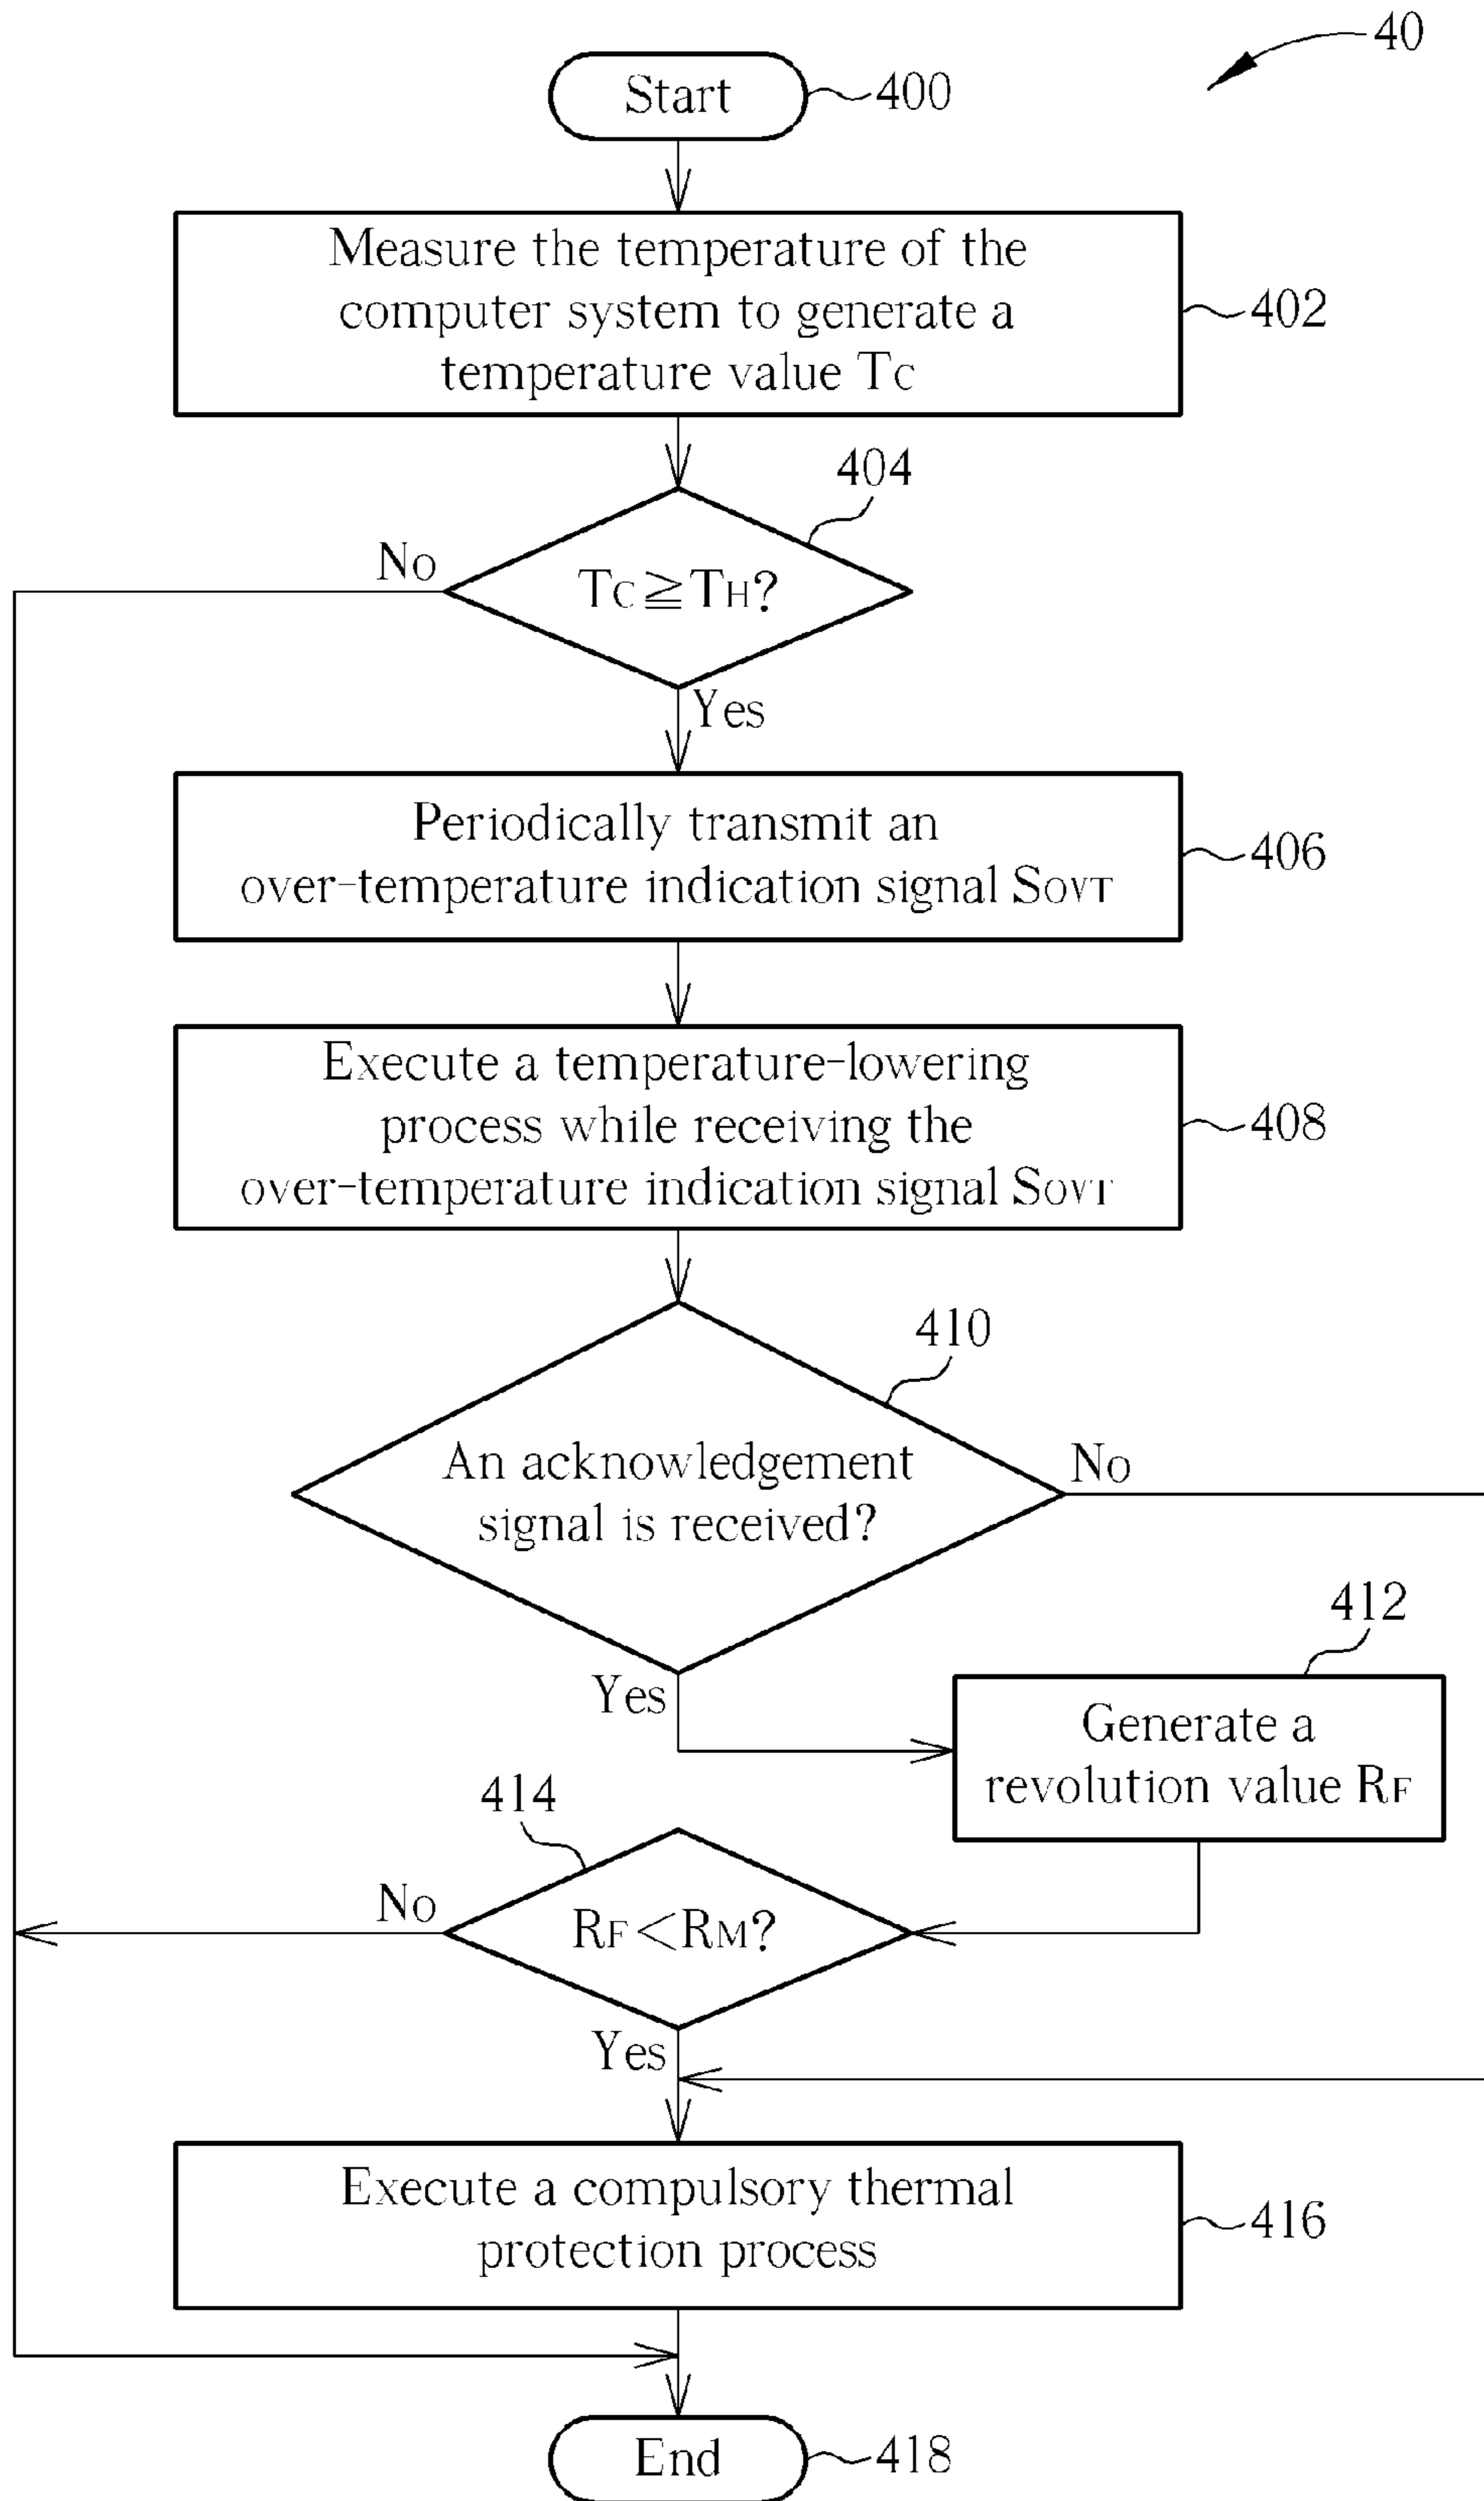 40
Start
400
Measure the temperature of the
computer system to generate a
temperature value TC
402
404
No
TC≧TH?
Yes
Periodically transmit an
over-temperature indication signal SOVT
406
Execute a temperature-lowering
process while receiving the
over-temperature indication signal SOVT
408
410
An acknowledgement
signal is received?
No
Yes
412
Generate a
revolution value RF
414
No
RF<RM?
Yes
Execute a compulsory thermal
protection process
416
End
418